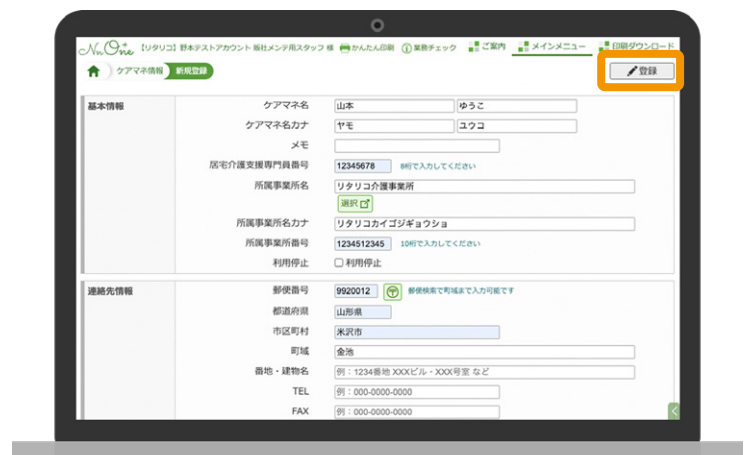 NnOne 【リタリコ】野本テストアカウント 販社メンテ用スタッフ 様 かんたん印刷 業務チェック ご案内 メインメニュー 印刷ダウンロード
ケアマネ情報 新規登録 登録
基本情報 ケアマネ名 山本 ゆうこ
ケアマネ名カナ ヤモ ユウコ
メモ
居宅介護支援専門員番号 12345678 8桁で入力してください
所属事業所名 リタリコ介護事業所
選択
所属事業所名カナ リタリコカイゴジギョウショ
所属事業所番号 1234512345 10桁で入力してください
利用停止 利用停止
連絡先情報 郵便番号 9920012 〒 郵便検索で町域まで入力可能です
都道府県 山形県
市区町村 米沢市
町域 金池
番地・建物名 例：1234番地 XXXビル・XXX号室 など
TEL 例：000-0000-0000
FAX 例：000-0000-0000